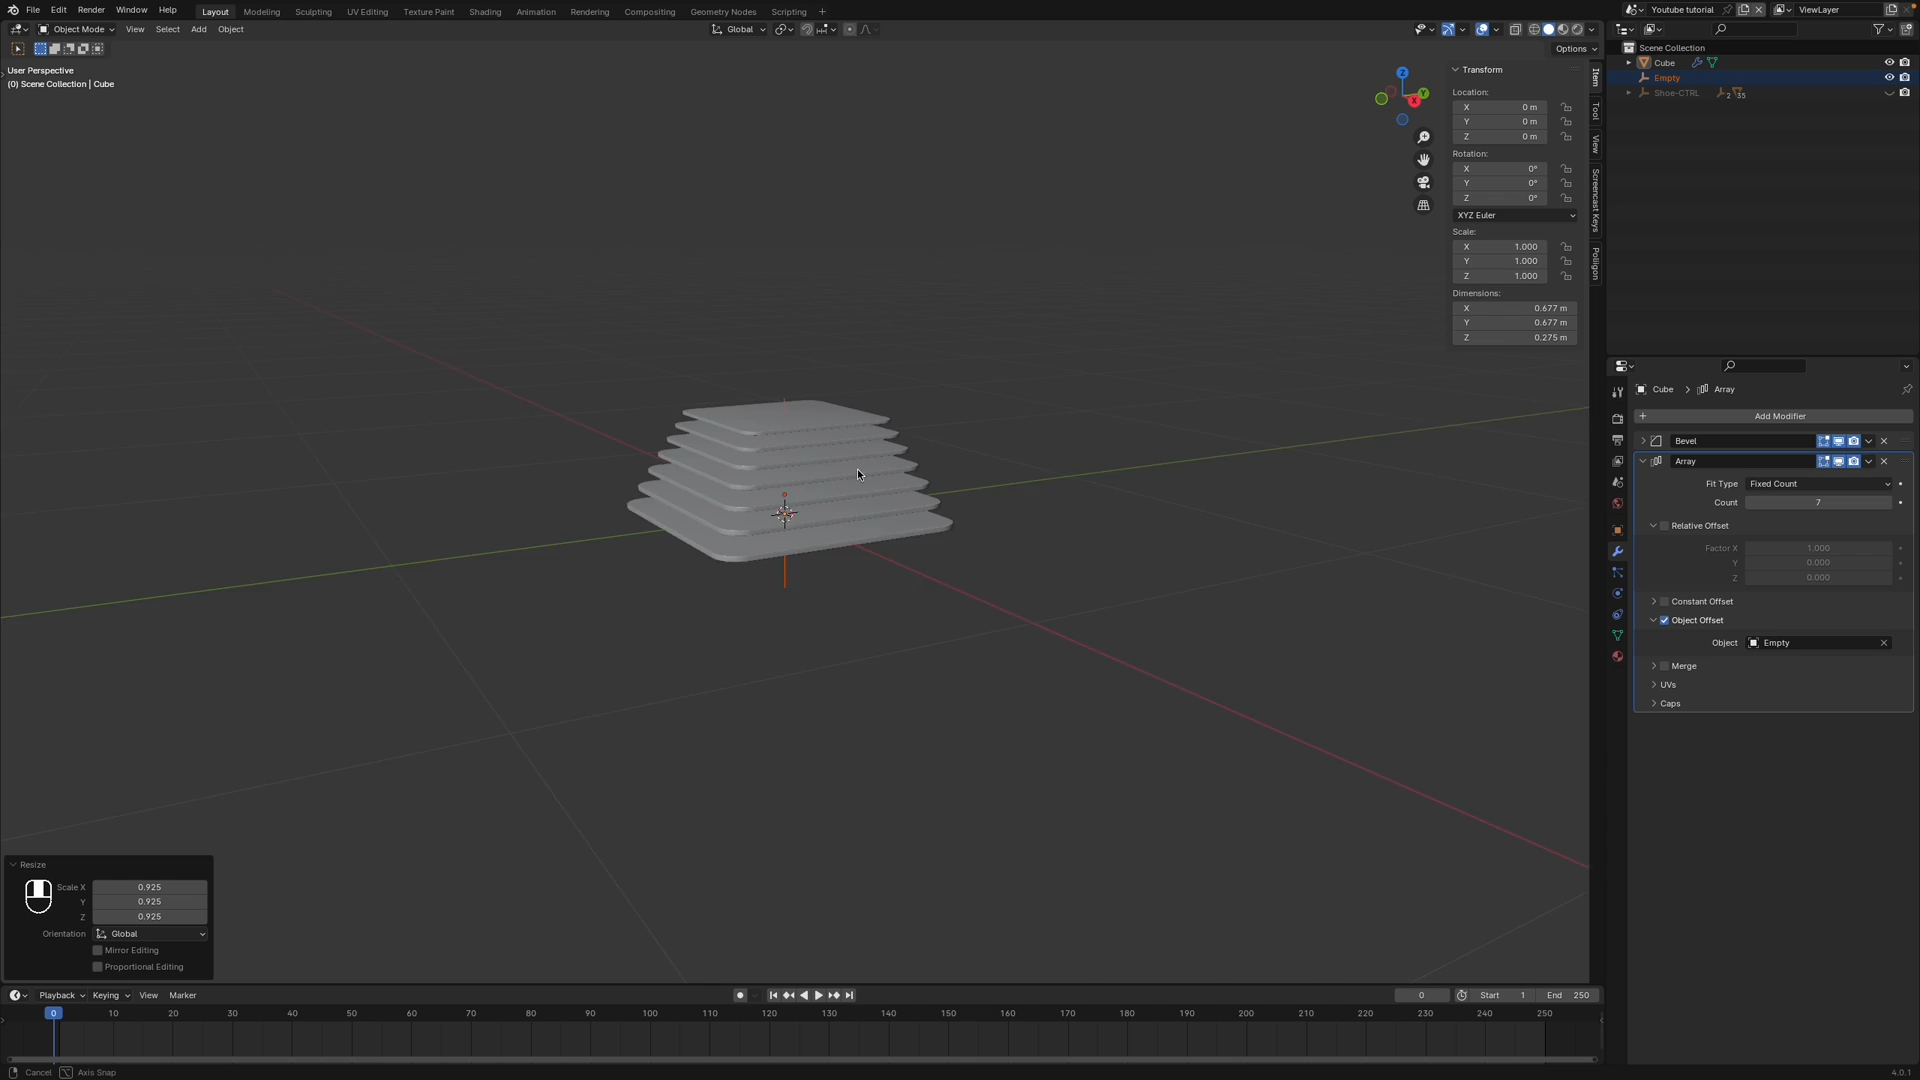 File Edit Render Window Help Layout Modeling Sculpting UV Editing Texture Paint Shading Animation Rendering Compositing Geometry Nodes Scripting + Youtube tutorial ViewLayer
Object Mode View Select Add Object Global
Options
User Perspective
(0) Scene Collection | Cube
Z
Y
X
Transform
Location:
X 0 m
Y 0 m
Z 0 m
Rotation:
X 0°
Y 0°
Z 0°
XYZ Euler
Scale:
X 1.000
Y 1.000
Z 1.000
Dimensions:
X 0.677 m
Y 0.677 m
Z 0.275 m
Item
Tool
View
Screencast Keys
Poliigon
Scene Collection
Cube
Empty
Shoe-CTRL 2 35
Cube > Array
+ Add Modifier
Bevel
Array
Fit Type Fixed Count
Count 7
Relative Offset
Factor X 1.000
Y 0.000
Z 0.000
Constant Offset
Object Offset
Object Empty
Merge
UVs
Caps
Resize
Scale X 0.925
Y 0.925
Z 0.925
Orientation Global
Mirror Editing
Proportional Editing
Playback Keying View Marker 0 Start 1 End 250
0 10 20 30 40 50 60 70 80 90 100 110 120 130 140 150 160 170 180 190 200 210 220 230 240 250
Cancel Axis Snap 4.0.1